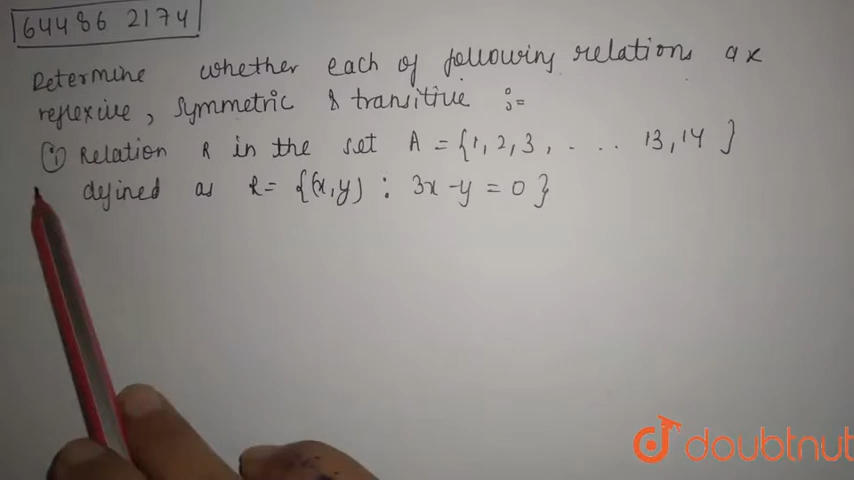 64486 2174
Determine whether each of following relations are
reflexive, symmetric & transitive :=
(i) Relation R in the set A = {1, 2, 3, . . . . 13, 14}
defined as R = {(x, y) : 3x - y = 0}
doubtnut